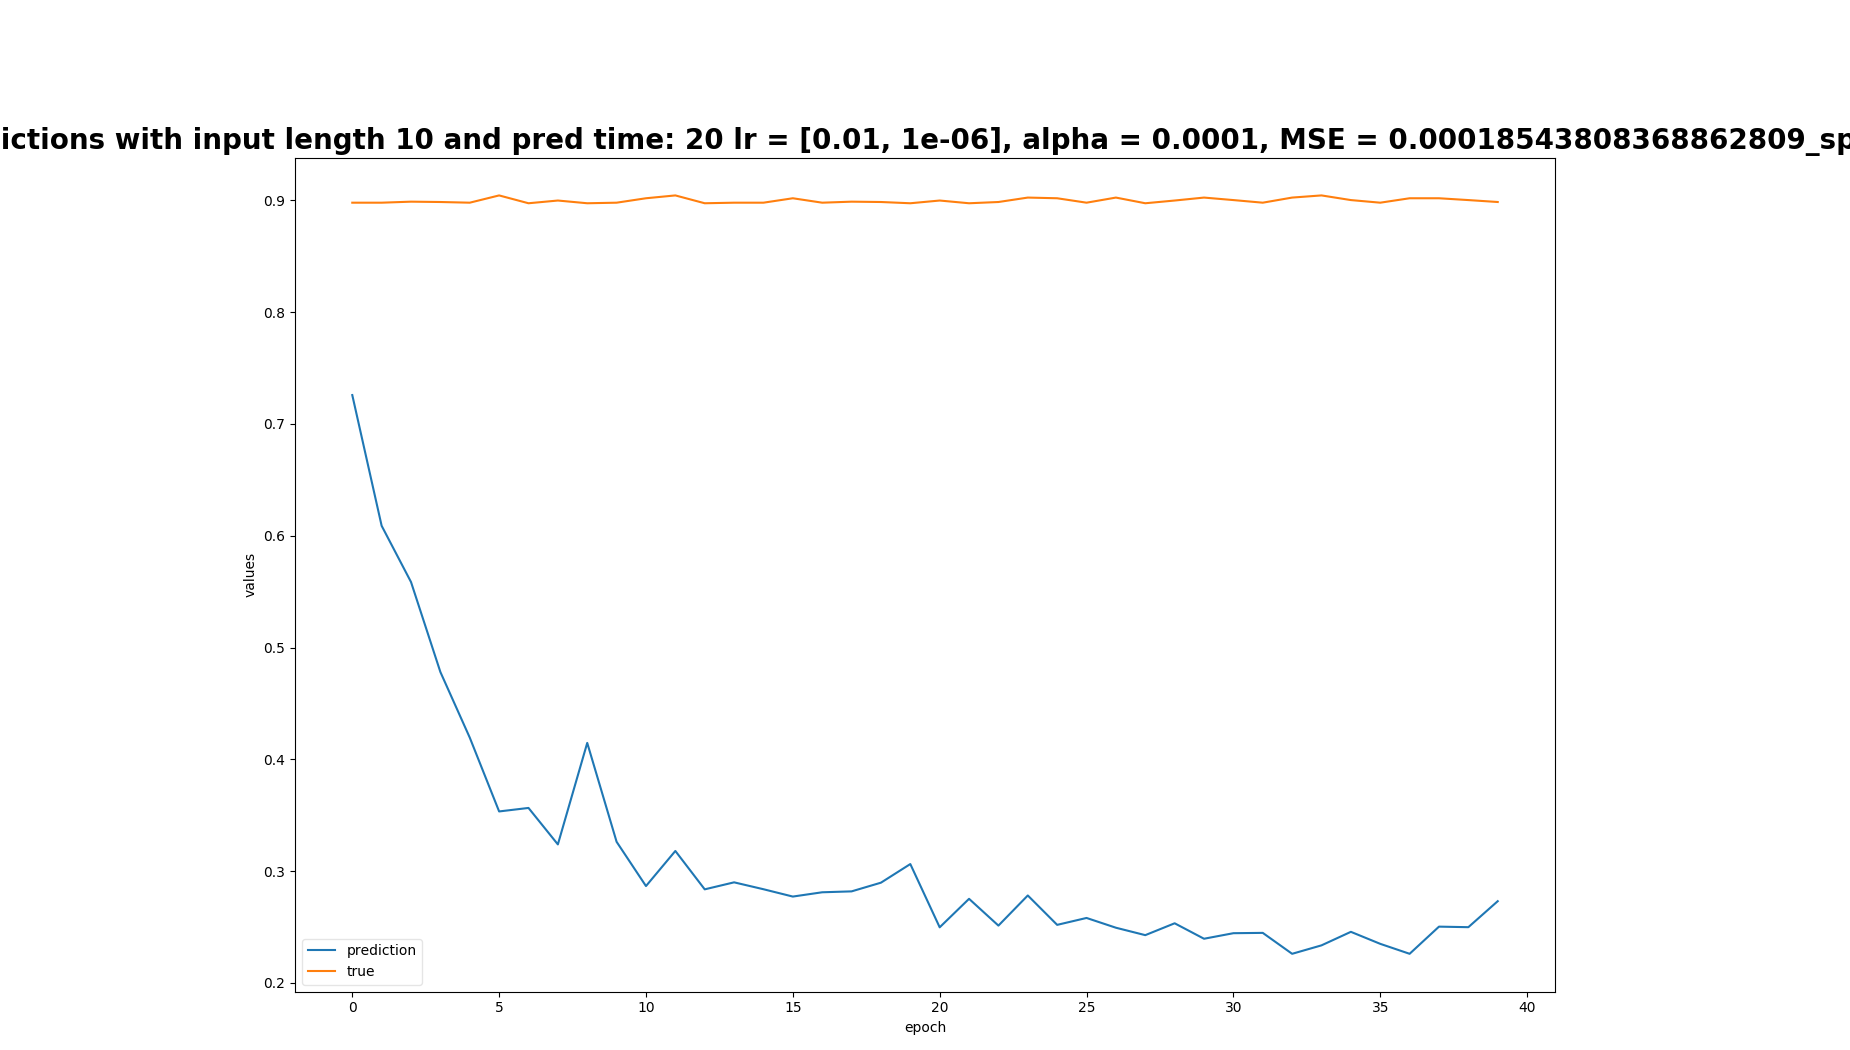 ictions with input length 10 and pred time: 20 lr = [0.01, 1e-06], alpha = 0.0001, MSE = 0.00018543808368862809_sp
0.9
0.8
0.7
0.6
0.5
0.4
0.3
0.2
values
prediction
true
0 5 10 15 20 25 30 35 40
epoch